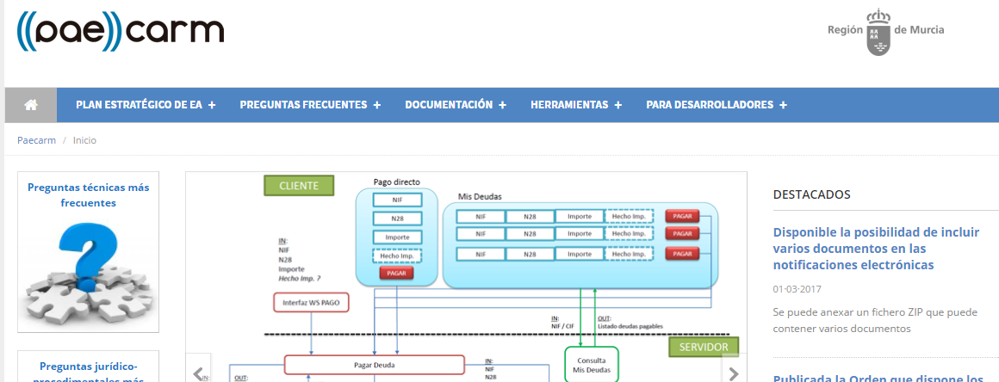 ((pae))carm
Región de Murcia
PLAN ESTRATÉGICO DE EA +
PREGUNTAS FRECUENTES +
DOCUMENTACIÓN +
HERRAMIENTAS +
PARA DESARROLLADORES +
Paecarm / Inicio
Preguntas técnicas más
frecuentes
Preguntas jurídico-
procedimentales más
CLIENTE
Pago directo
NIF
N28
Importe
Hecho Imp.
PAGAR
Mis Deudas
NIF N28 Importe Hecho Imp. PAGAR
NIF N28 Importe Hecho Imp. PAGAR
NIF N28 Importe Hecho Imp. PAGAR
IN:
NIF
N28
Importe
Hecho Imp. ?
Interfaz WS PAGO
IN:
NIF / CIF
OUT:
Listado deudas pagables
SERVIDOR
Pagar Deuda
IN:
NIF
N28
Consulta
Mis Deudas
IN:
OUT:
DESTACADOS
Disponible la posibilidad de incluir
varios documentos en las
notificaciones electrónicas
01-03-2017
Se puede anexar un fichero ZIP que puede
contener varios documentos
Publicada la Orden que dispone los